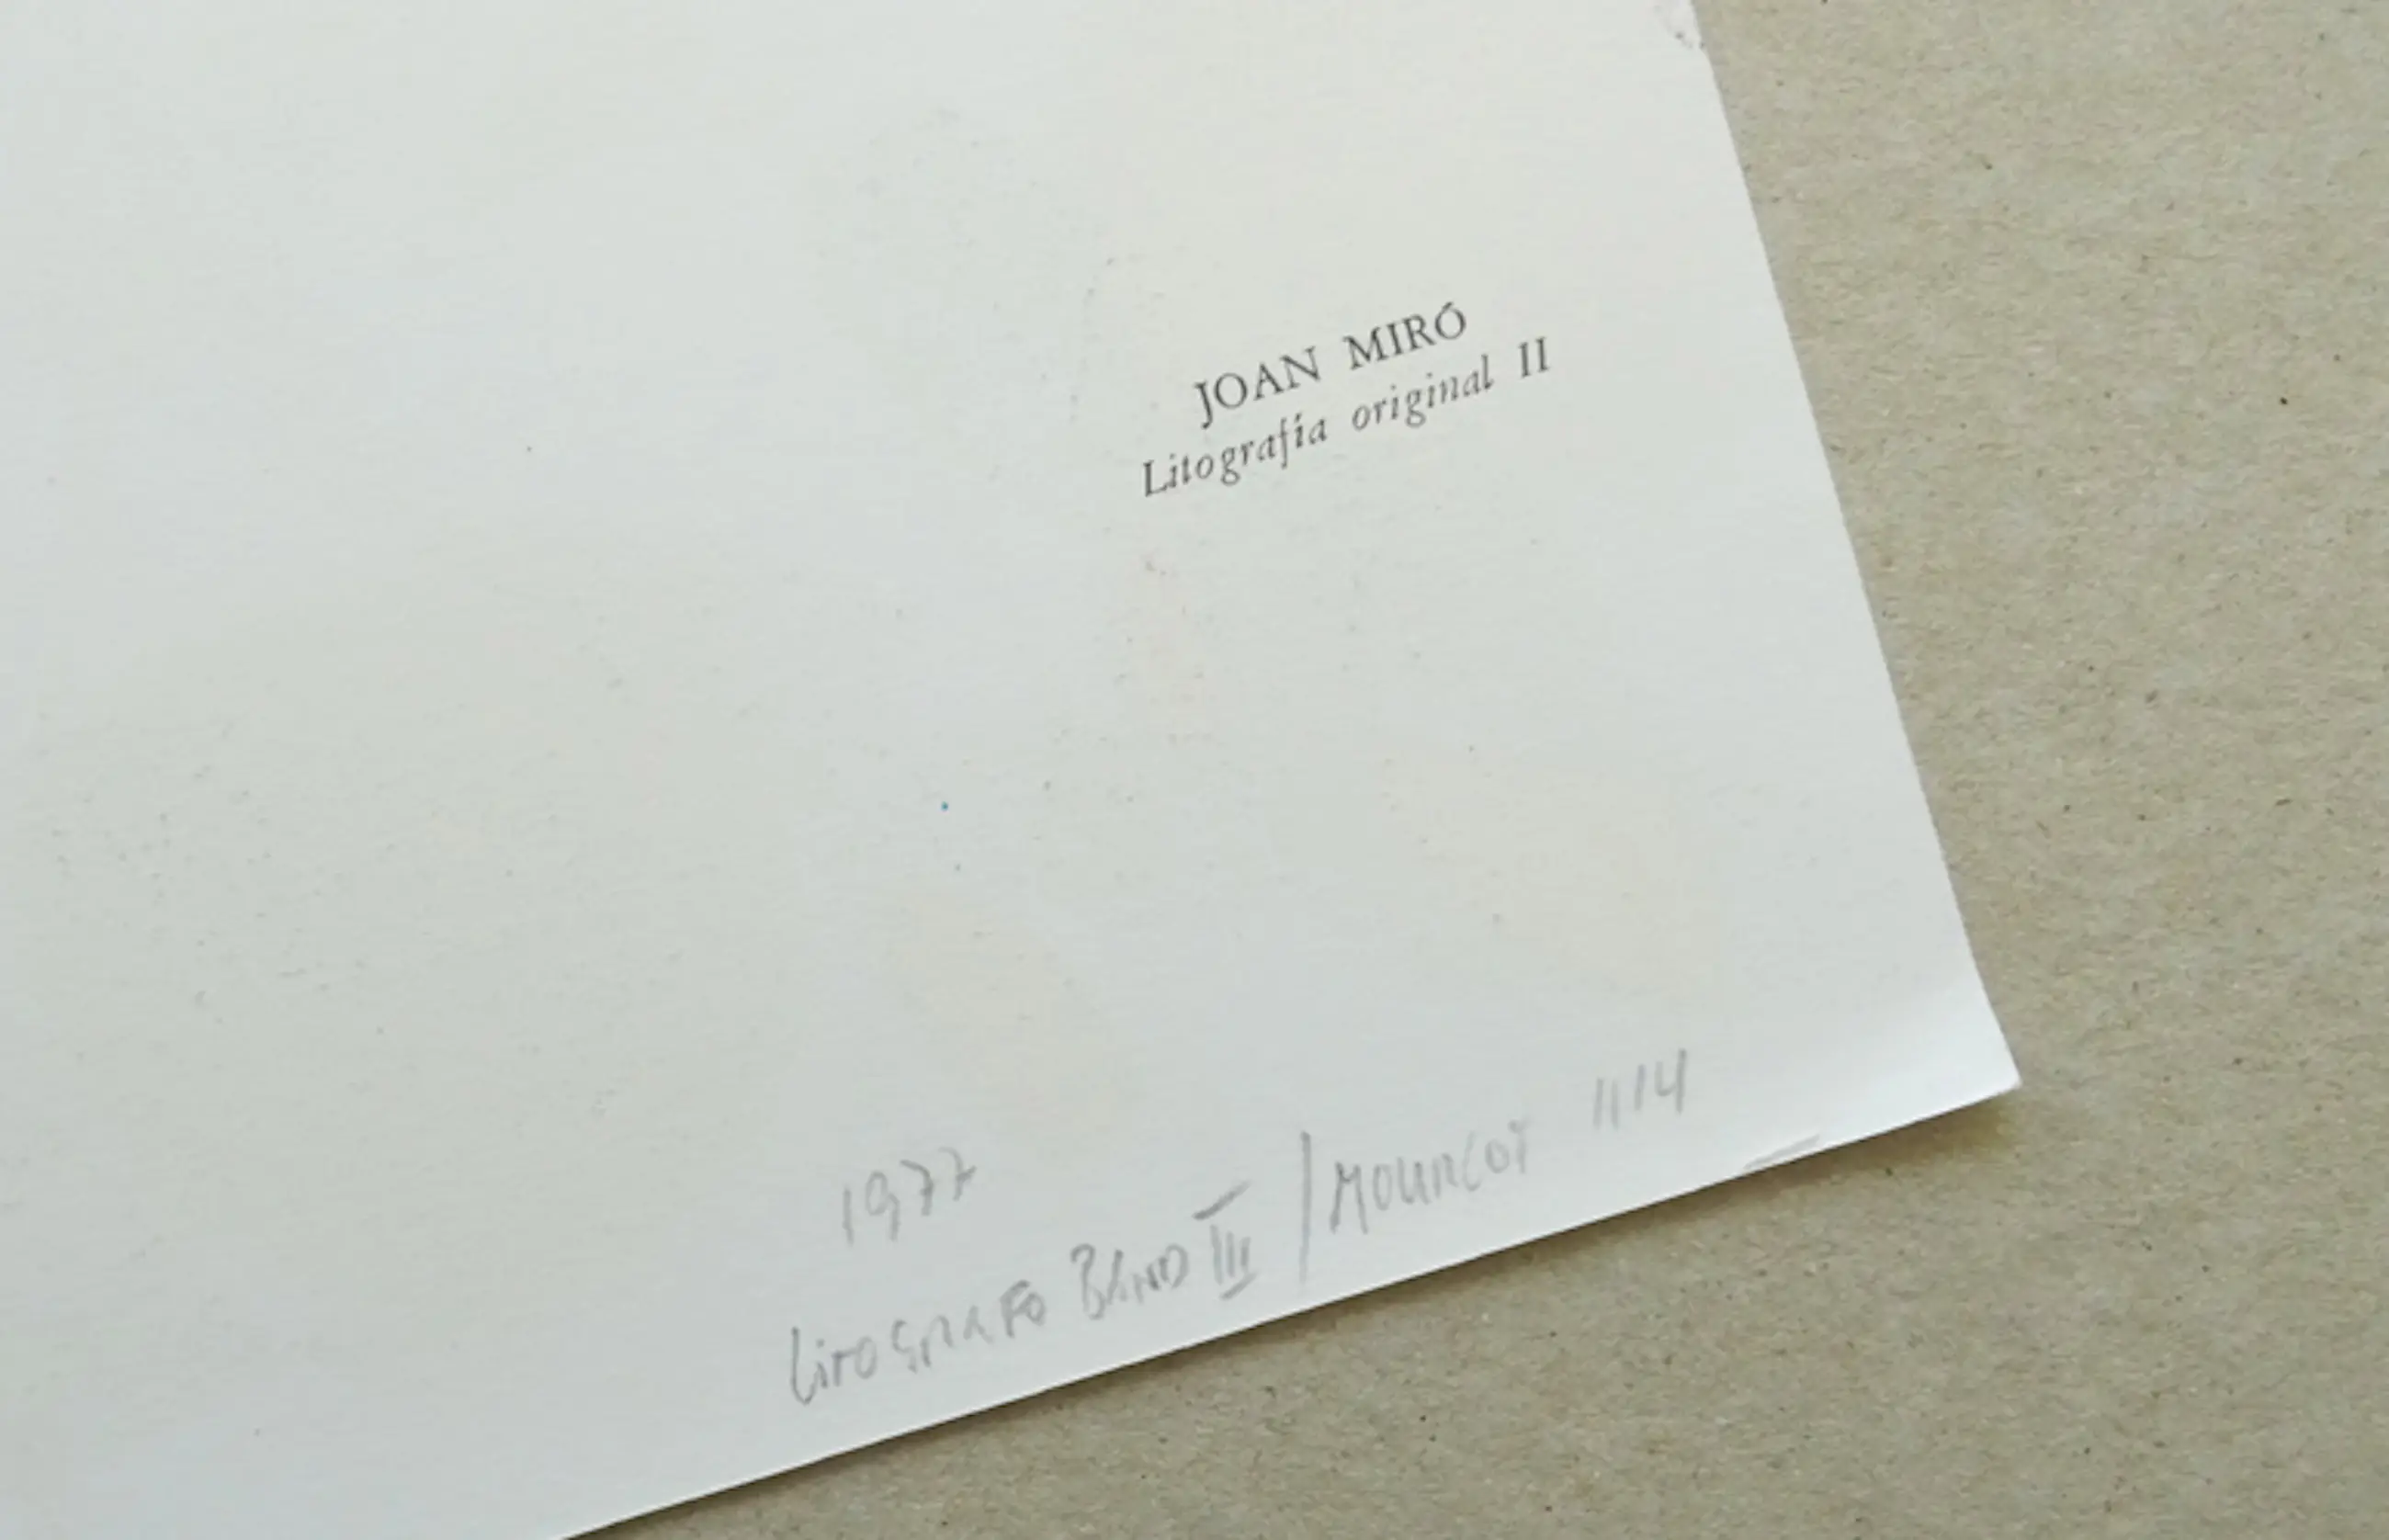 JOAN MIRÓ
Litografía original II
1977
LITOGRAFO BAND III / MOURLOT 1114